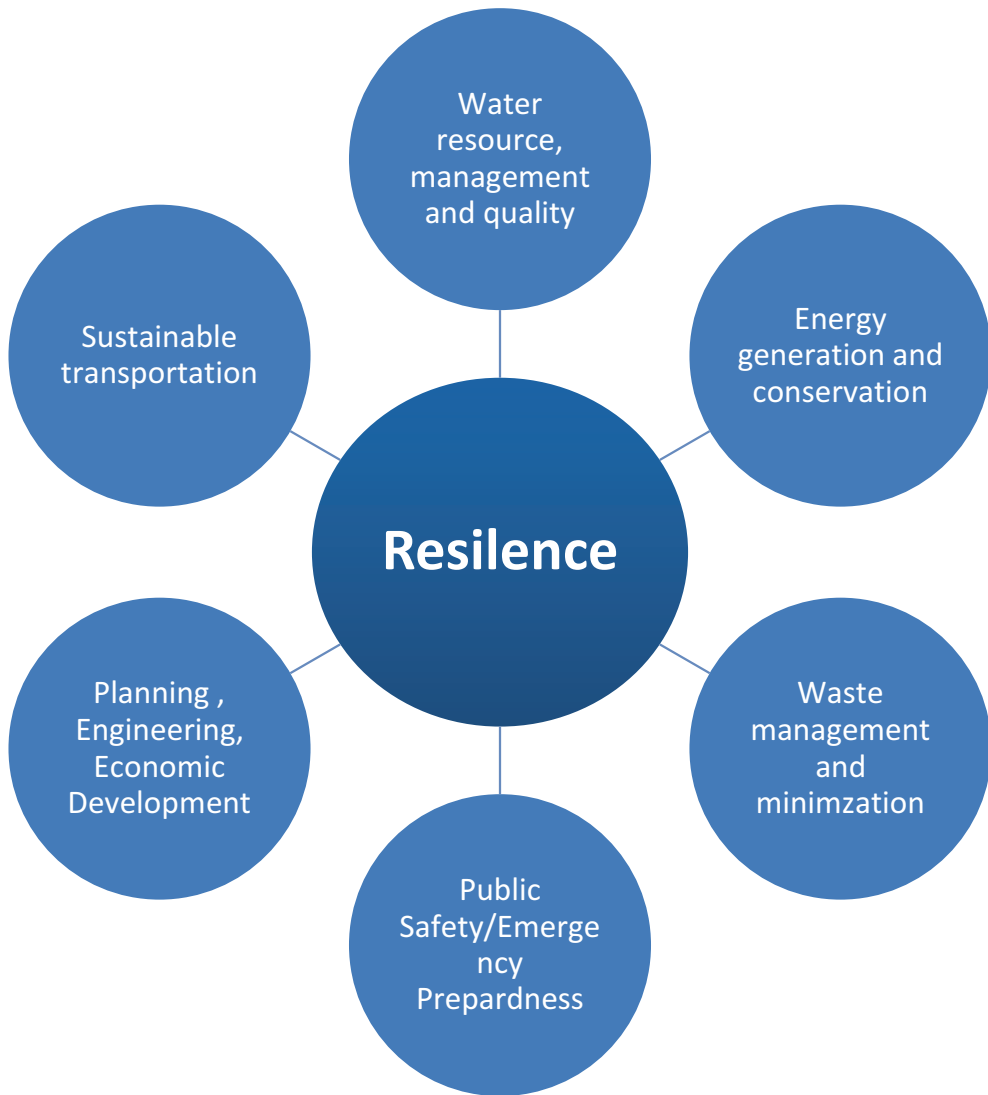 Water
resource,
management
and quality
Energy
generation and
conservation
Waste
management
and
minimzation
Public
Safety/Emerge
ncy
Prepardness
Planning ,
Engineering,
Economic
Development
Sustainable
transportation
Resilence